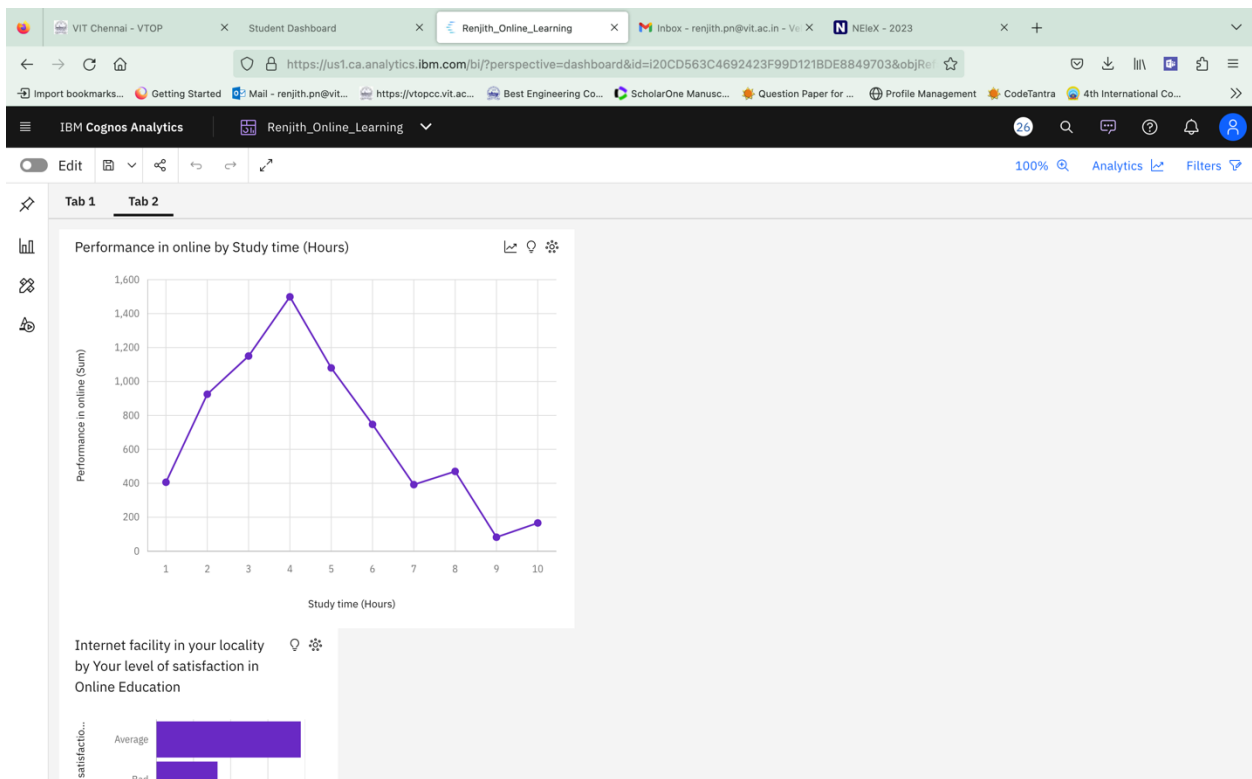 VIT Chennai - VTOP
Student Dashboard
Renjith_Online_Learning
Inbox - renjith.pn@vit.ac.in - Ve
NEleX - 2023
https://us1.ca.analytics.ibm.com/bi/?perspective=dashboard&id=i20CD563C4692423F99D121BDE8849703&objRef
Import bookmarks... Getting Started Mail - renjith.pn@vit... https://vtopcc.vit.ac... Best Engineering Co... ScholarOne Manusc... Question Paper for ... Profile Management CodeTantra 4th International Co...
IBM Cognos Analytics
Renjith_Online_Learning
26
Edit
100%
Analytics
Filters
Tab 1
Tab 2
Performance in online by Study time (Hours)
Performance in online (Sum)
1,600
1,400
1,200
1,000
800
600
400
200
0
1 2 3 4 5 6 7 8 9 10
Study time (Hours)
Internet facility in your locality
by Your level of satisfaction in
Online Education
satisfactio...
Average